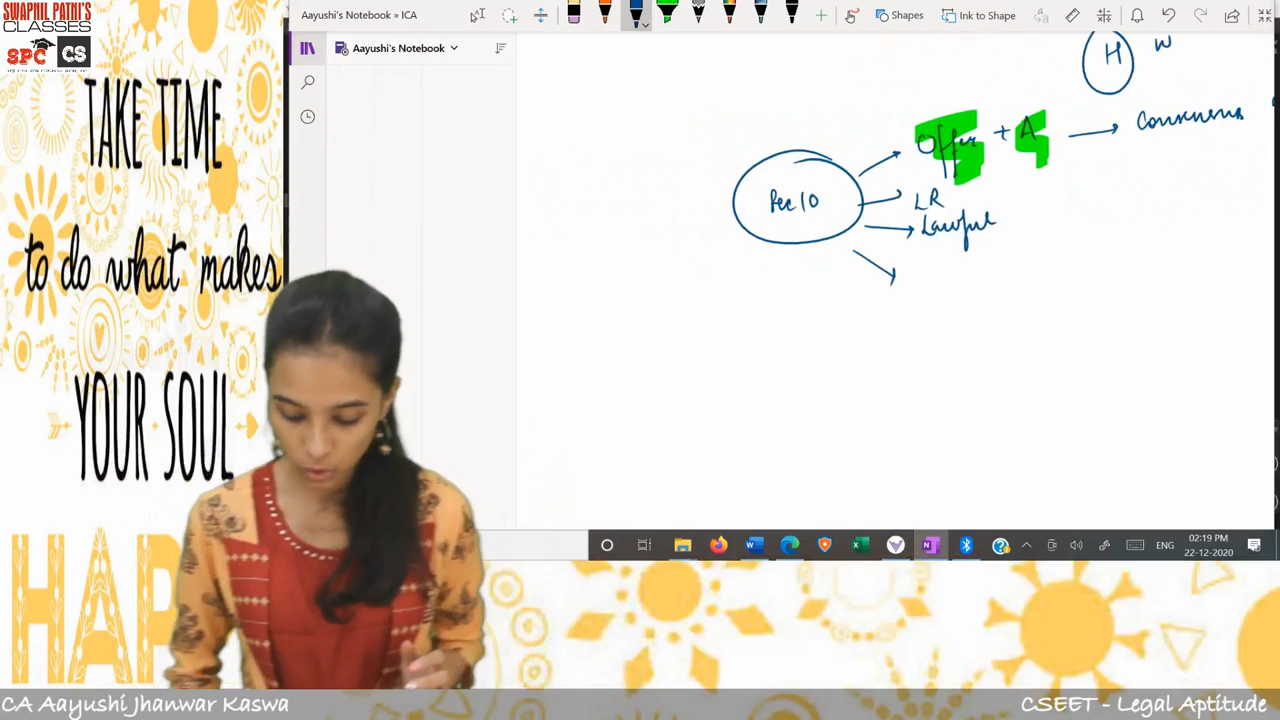 SWAPNIL PATNI'S
CLASSES
SPC CS
TAKE TIME
to do what makes
YOUR SOUL
HAP
Aayushi's Notebook » ICA
Shapes
Ink to Shape
Aayushi's Notebook
H W
Offer + A → Consensus
Sec 10
LR
Lawful
ENG
02:19 PM
22-12-2020
CA Aayushi Jhanwar Kaswa
CSEET - Legal Aptitude